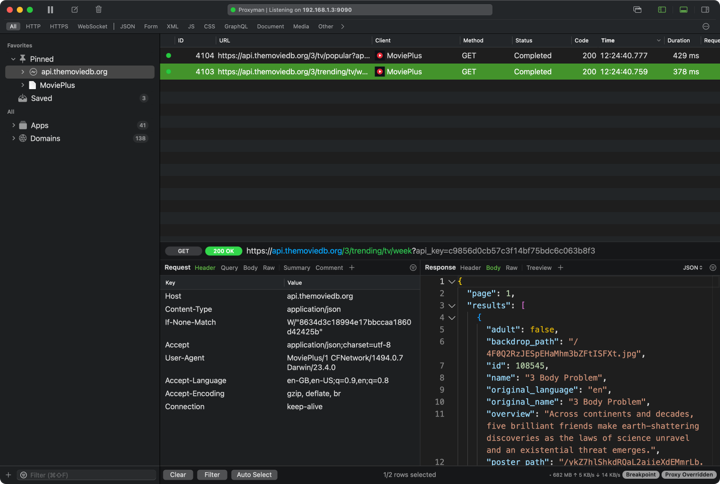 Proxyman | Listening on 192.168.1.3:9090
All HTTP HTTPS WebSocket JSON Form XML JS CSS GraphQL Document Media Other
Favorites
Pinned
api.themoviedb.org
MoviePlus
Saved 3
All
Apps 41
Domains 138
Filter (⌘⇧F)
ID URL Client Method Status Code Time Duration Reque
4104 https://api.themoviedb.org/3/tv/popular?ap... MoviePlus GET Completed 200 12:24:40.777 429 ms
4103 https://api.themoviedb.org/3/trending/tv/w... MoviePlus GET Completed 200 12:24:40.759 378 ms
GET 200 OK https://api.themoviedb.org/3/trending/tv/week?api_key=c9856d0cb57c3f14bf75bdc6c063b8f3
Request Header Query Body Raw Summary Comment +
Key Value
Host api.themoviedb.org
Content-Type application/json
If-None-Match W/"8634d3c18994e17bbccaa1860
d42425b"
Accept application/json;charset=utf-8
User-Agent MoviePlus/1 CFNetwork/1494.0.7
Darwin/23.4.0
Accept-Language en-GB,en-US;q=0.9,en;q=0.8
Accept-Encoding gzip, deflate, br
Connection keep-alive
Response Header Body Raw Treeview + JSON
1 {
2 "page": 1,
3 "results": [
4 {
5 "adult": false,
6 "backdrop_path": "/
4F0Q2RzJESpEHaMhm3bZFtISFXt.jpg",
7 "id": 108545,
8 "name": "3 Body Problem",
9 "original_language": "en",
10 "original_name": "3 Body Problem",
11 "overview": "Across continents and decades,
five brilliant friends make earth-shattering
discoveries as the laws of science unravel
and an existential threat emerges.",
12 "poster_path": "/ykZ7hlShkdRQaL2aiieXdEMmrLb.
Clear Filter Auto Select 1/2 rows selected
· 662 MB ↑ 5 KB/s ↓ 14 KB/s Breakpoint Proxy Overridden